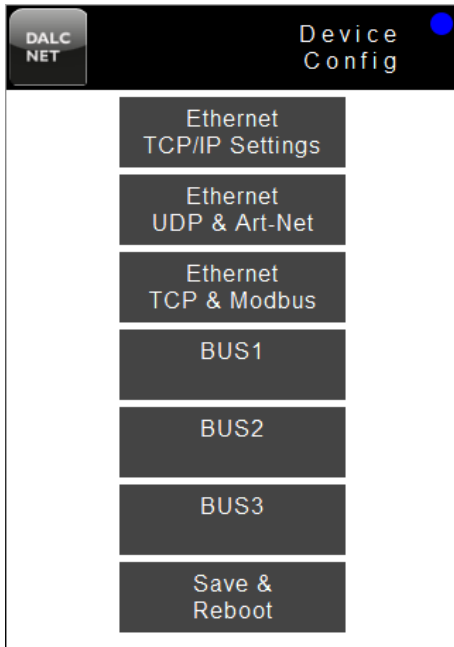 DALC
NET
Device
Config
Ethernet
TCP/IP Settings
Ethernet
UDP & Art-Net
Ethernet
TCP & Modbus
BUS1
BUS2
BUS3
Save &
Reboot